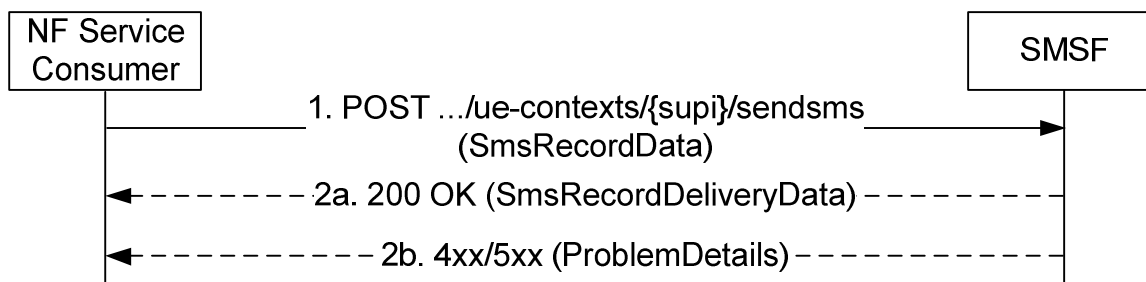 NF Service
Consumer
SMSF
1. POST .../ue-contexts/{supi}/sendsms
(SmsRecordData)
2a. 200 OK (SmsRecordDeliveryData)
2b. 4xx/5xx (ProblemDetails)